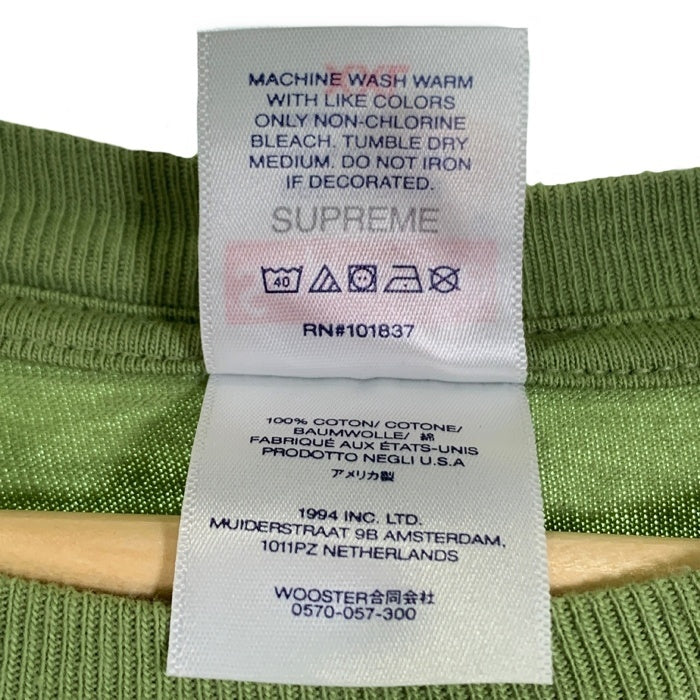 MACHINE WASH WARM
WITH LIKE COLORS
ONLY NON-CHLORINE
BLEACH. TUMBLE DRY
MEDIUM. DO NOT IRON
IF DECORATED.
SUPREME
40
RN#101837
100% COTON/ COTONE/
BAUMWOLLE/ 綿
FABRIQUÉ AUX ÉTATS-UNIS
PRODOTTO NEGLI U.S.A
アメリカ製
1994 INC. LTD.
MUIDERSTRAAT 9B AMSTERDAM,
1011PZ NETHERLANDS
WOOSTER合同会社
0570-057-300